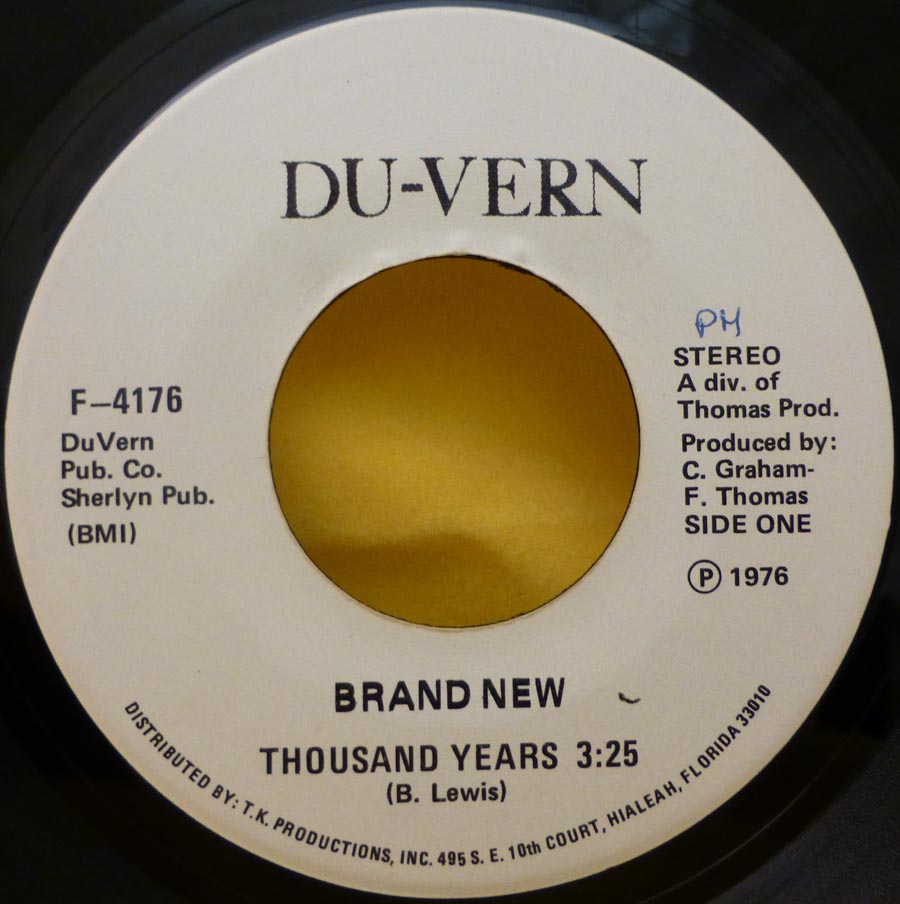 DU-VERN
F-4176
DuVern
Pub. Co.
Sherlyn Pub.
(BMI)
PM
STEREO
A div. of
Thomas Prod.
Produced by:
C. Graham-
F. Thomas
SIDE ONE
℗ 1976
BRAND NEW
THOUSAND YEARS 3:25
(B. Lewis)
DISTRIBUTED BY: T.K. PRODUCTIONS, INC. 495 S. E. 10th COURT, HIALEAH, FLORIDA 33010